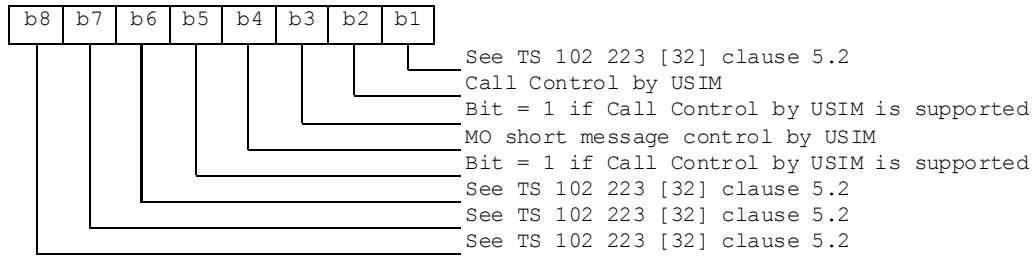 b8 b7 b6 b5 b4 b3 b2 b1
See TS 102 223 [32] clause 5.2
Call Control by USIM
Bit = 1 if Call Control by USIM is supported
MO short message control by USIM
Bit = 1 if Call Control by USIM is supported
See TS 102 223 [32] clause 5.2
See TS 102 223 [32] clause 5.2
See TS 102 223 [32] clause 5.2